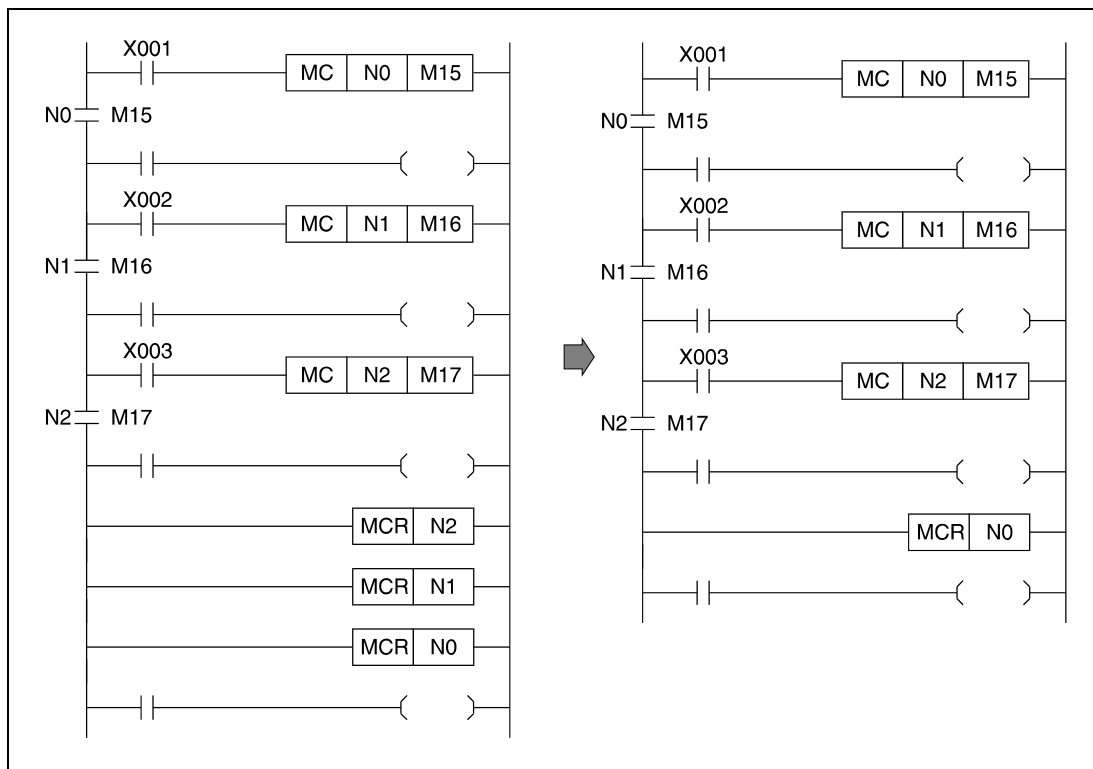 X001
MC N0 M15
N0 M15
X002
MC N1 M16
N1 M16
X003
MC N2 M17
N2 M17
MCR N2
MCR N1
MCR N0
X001
MC N0 M15
N0 M15
X002
MC N1 M16
N1 M16
X003
MC N2 M17
N2 M17
MCR N0